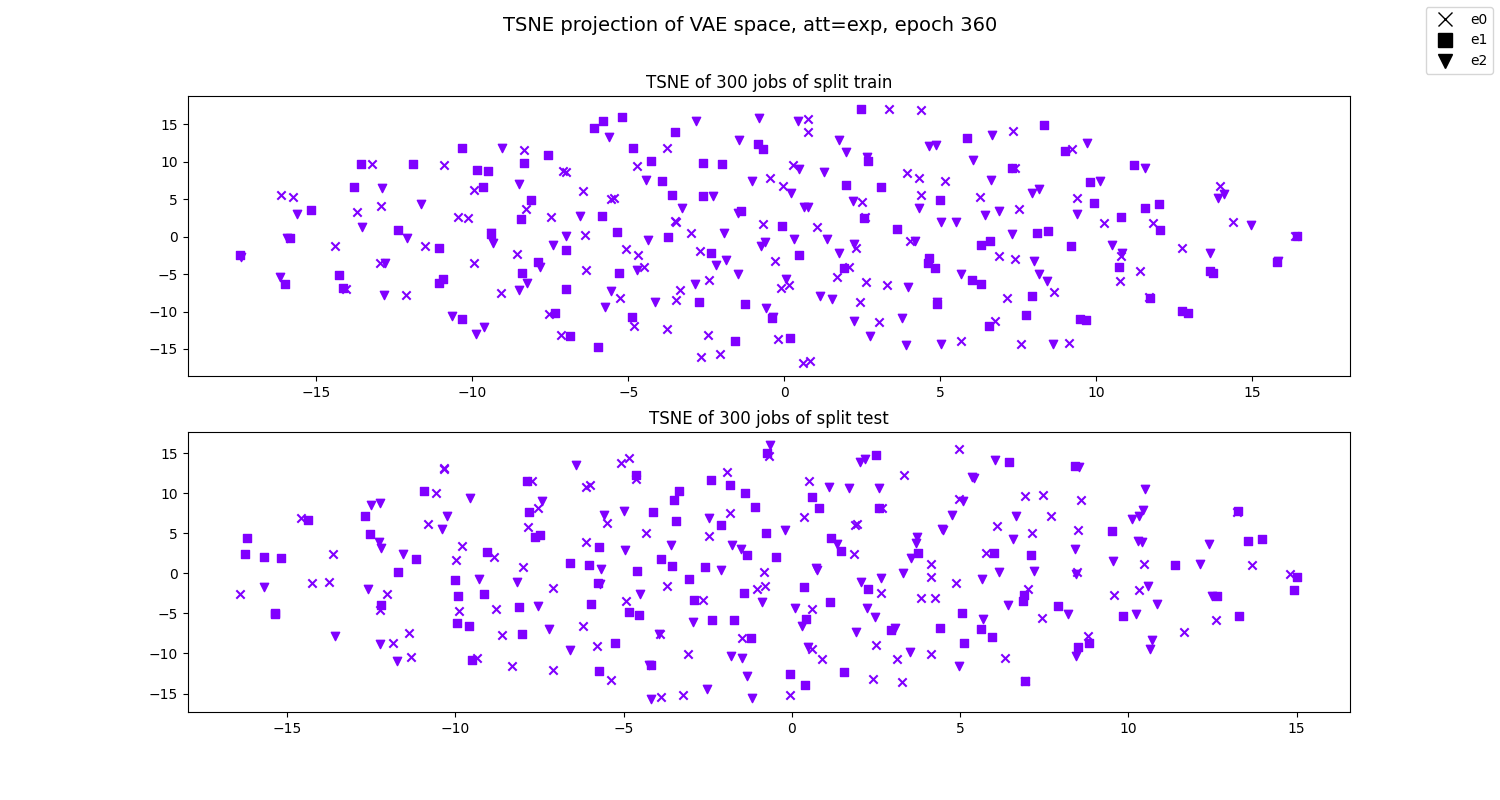 TSNE projection of VAE space, att=exp, epoch 360
e0
e1
e2
TSNE of 300 jobs of split train
15
10
5
0
−5
−10
−15
−15 −10 −5 0 5 10 15
TSNE of 300 jobs of split test
15
10
5
0
−5
−10
−15
−15 −10 −5 0 5 10 15